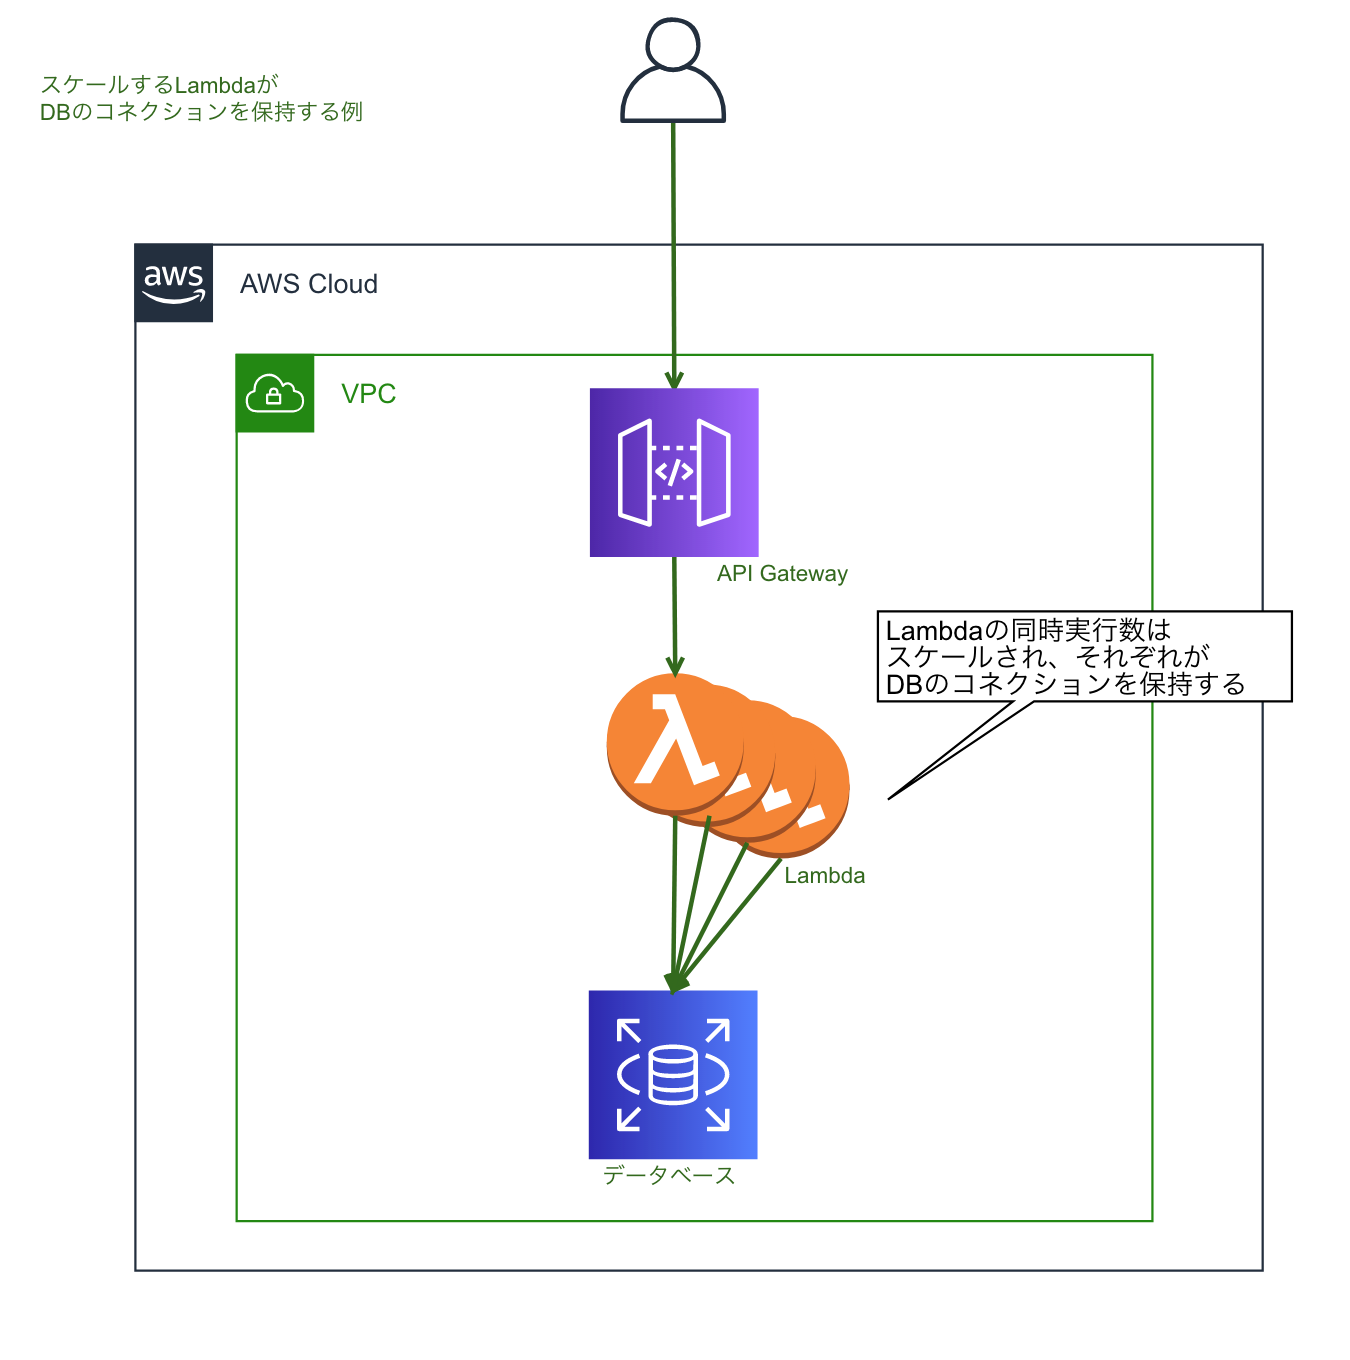 スケールするLambdaが
DBのコネクションを保持する例
aws
AWS Cloud
VPC
</>
API Gateway
Lambdaの同時実行数は
スケールされ、それぞれが
DBのコネクションを保持する
λ
Lambda
データベース